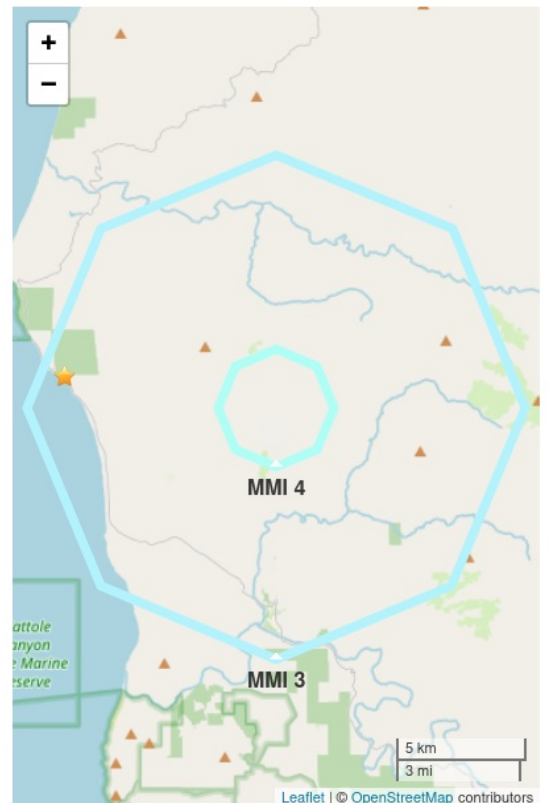 +
−
MMI 4
attole
anyon
e Marine
eserve
MMI 3
5 km
3 mi
Leaflet | © OpenStreetMap contributors